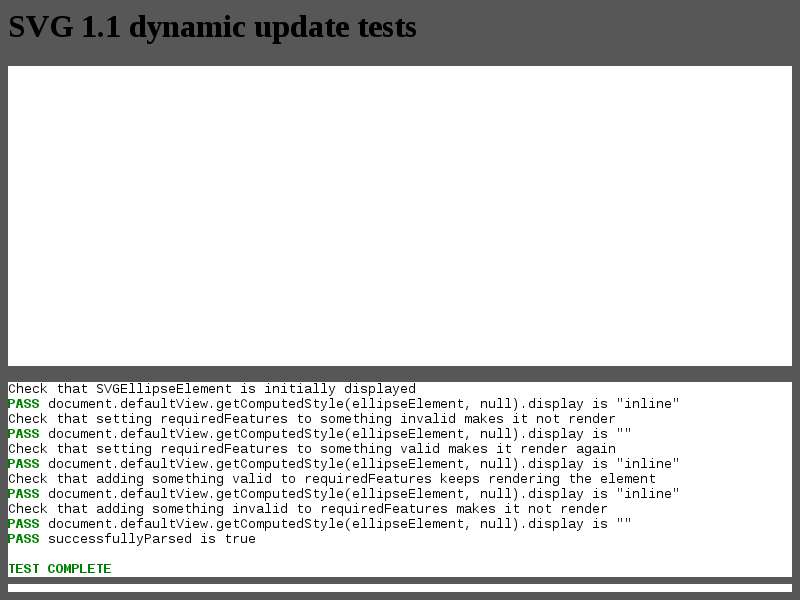 SVG 1.1 dynamic update tests
Check that SVGEllipseElement is initially displayed
PASS document.defaultView.getComputedStyle(ellipseElement, null).display is "inline"
Check that setting requiredFeatures to something invalid makes it not render
PASS document.defaultView.getComputedStyle(ellipseElement, null).display is ""
Check that setting requiredFeatures to something valid makes it render again
PASS document.defaultView.getComputedStyle(ellipseElement, null).display is "inline"
Check that adding something valid to requiredFeatures keeps rendering the element
PASS document.defaultView.getComputedStyle(ellipseElement, null).display is "inline"
Check that adding something invalid to requiredFeatures makes it not render
PASS document.defaultView.getComputedStyle(ellipseElement, null).display is ""
PASS successfullyParsed is true
TEST COMPLETE